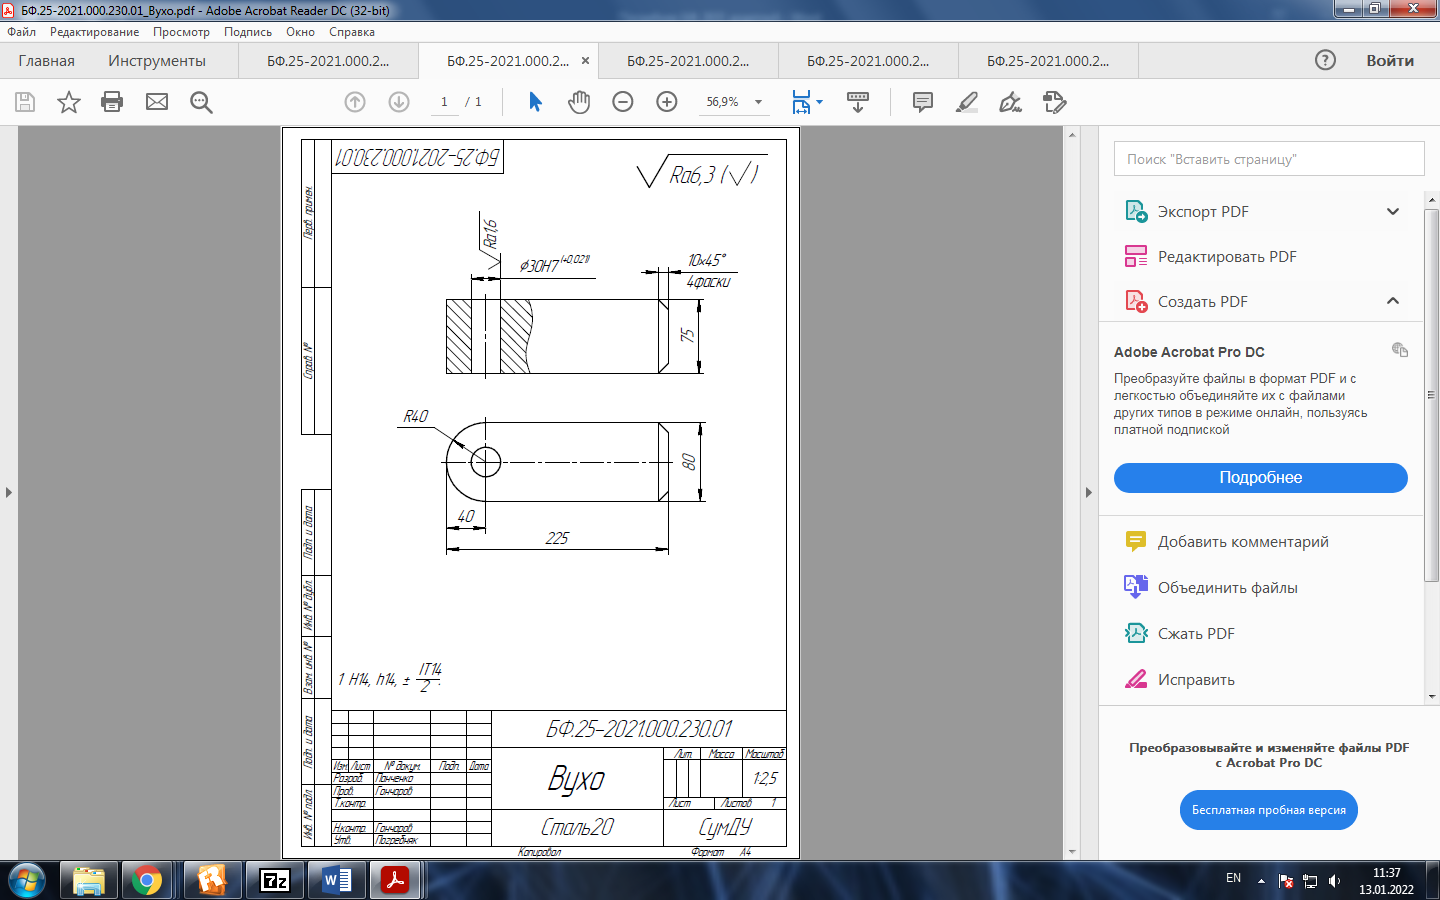 БФ.25-2021.000.230.01_Вухо.pdf - Adobe Acrobat Reader DC (32-bit)
Файл Редактирование Просмотр Подпись Окно Справка
Главная Инструменты БФ.25-2021.000.2... БФ.25-2021.000.2... × БФ.25-2021.000.2... БФ.25-2021.000.2... БФ.25-2021.000.2... Войти
1 / 1 56,9%
БФ.25-2021.000.230.01
Ra6,3 (√)
Перв. примен.
Ra1,6
⌀30H7(+0,021)
10×45°
4фаски
75
Справ. №
R40
80
40
225
Подп. и дата
Инв. № дубл.
Взам. инв. №
Подп. и дата
Инв. № подл.
1 H14, h14, ± IT14
2
БФ.25-2021.000.230.01
Лит. Масса Масштаб
Изм. Лист № докум. Подп. Дата
Разраб. Панченко
Вухо
1:2,5
Пров. Гончаров
Т.контр. Лист Листов 1
Сталь20
СумДУ
Н.контр. Гончаров
Утв. Погребняк
Копировал Формат А4
Поиск "Вставить страницу"
Экспорт PDF
Редактировать PDF
Создать PDF
Adobe Acrobat Pro DC
Преобразуйте файлы в формат PDF и с
легкостью объединяйте их с файлами
других типов в режиме онлайн, пользуясь
платной подпиской
Подробнее
Добавить комментарий
Объединить файлы
Сжать PDF
Исправить
Преобразовывайте и изменяйте файлы PDF
с Acrobat Pro DC
Бесплатная пробная версия
7z
EN
11:37
13.01.2022